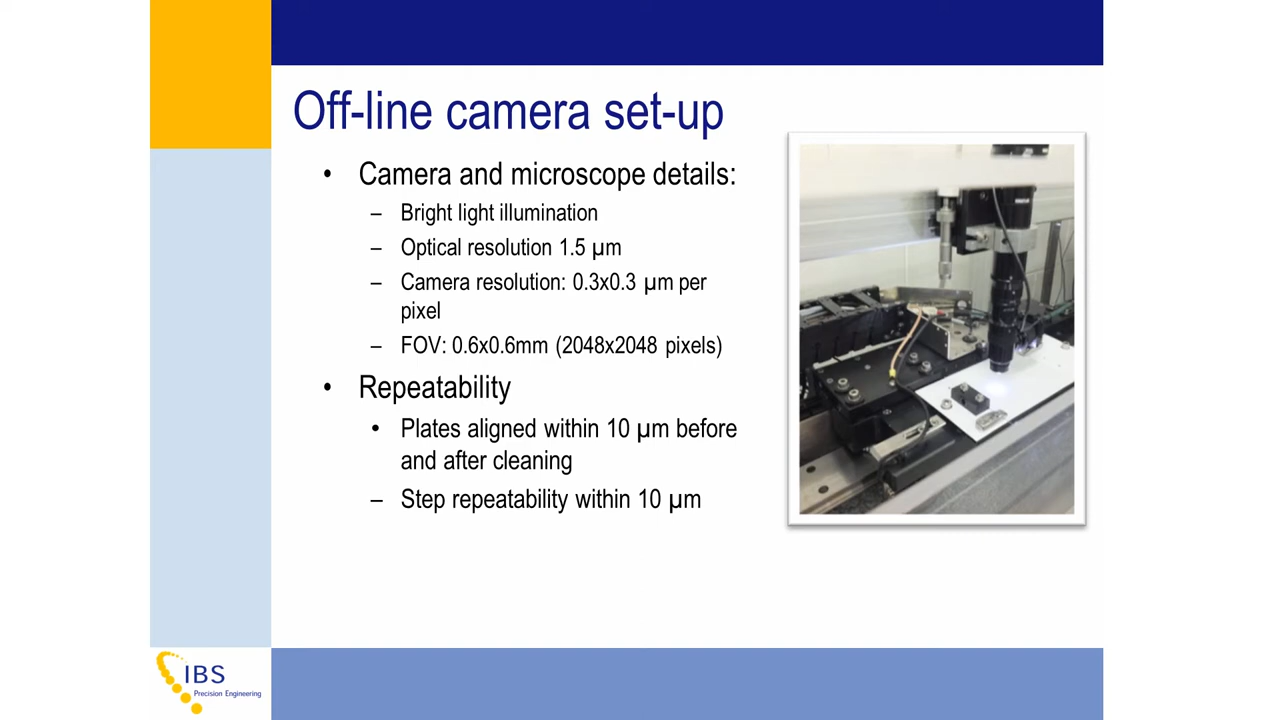 Off-line camera set-up
• Camera and microscope details:
– Bright light illumination
– Optical resolution 1.5 µm
– Camera resolution: 0.3x0.3 µm per
pixel
– FOV: 0.6x0.6mm (2048x2048 pixels)
• Repeatability
• Plates aligned within 10 µm before
and after cleaning
– Step repeatability within 10 µm
IBS
Precision Engineering